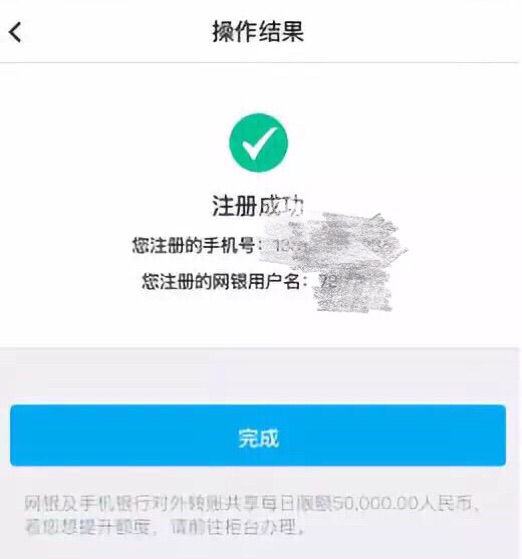 操作结果
注册成功
您注册的手机号：
您注册的网银用户名：
完成
网银及手机银行对外转账共享每日限额50,000.00人民币、
若您想提升额度，请前往柜台办理。